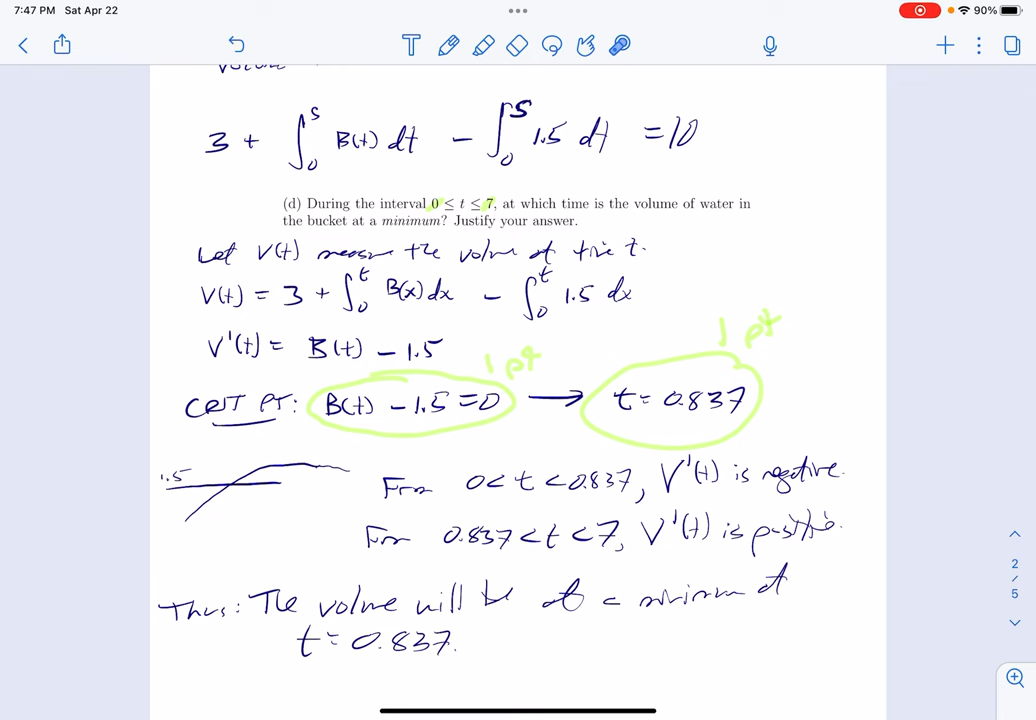 7:47 PM Sat Apr 22
90%
volume
3 + ∫₀ˢ B(t) dt − ∫₀ˢ 1.5 dt = 10
(d) During the interval 0 ≤ t ≤ 7, at which time is the volume of water in
the bucket at a minimum? Justify your answer.
Let V(t) measure the volume at time t.
V(t) = 3 + ∫₀ᵗ B(x) dx − ∫₀ᵗ 1.5 dx
V'(t) = B(t) − 1.5
1 pt
1 pt
CRIT PT: B(t) − 1.5 = 0 → t = 0.837
1.5
From 0 < t < 0.837, V'(t) is negative.
From 0.837 < t < 7, V'(t) is positive.
Thus: The volume will be at a minimum at
t = 0.837.
2
/
5